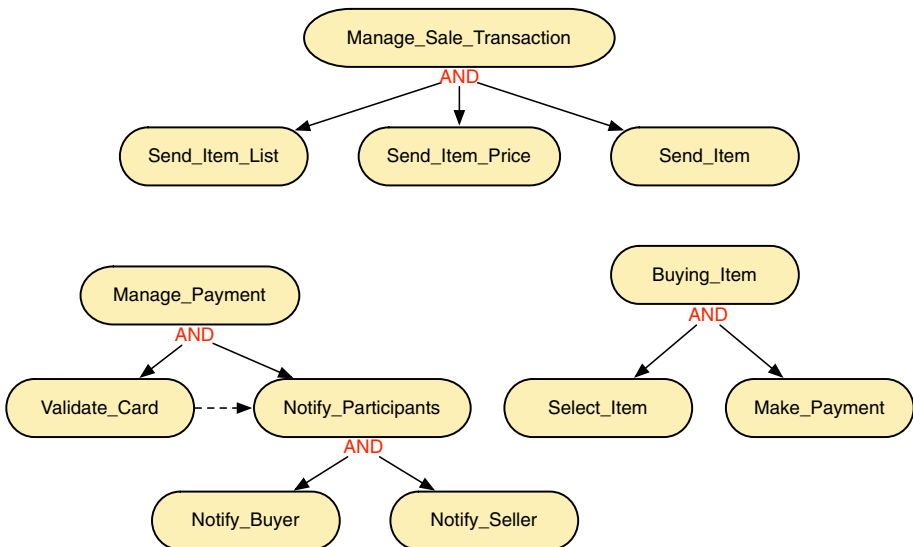 Manage_Sale_Transaction
AND
Send_Item_List
Send_Item_Price
Send_Item
Buying_Item
Manage_Payment
AND
AND
Validate_Card
Notify_Participants
Select_Item
Make_Payment
AND
Notify_Buyer
Notify_Seller